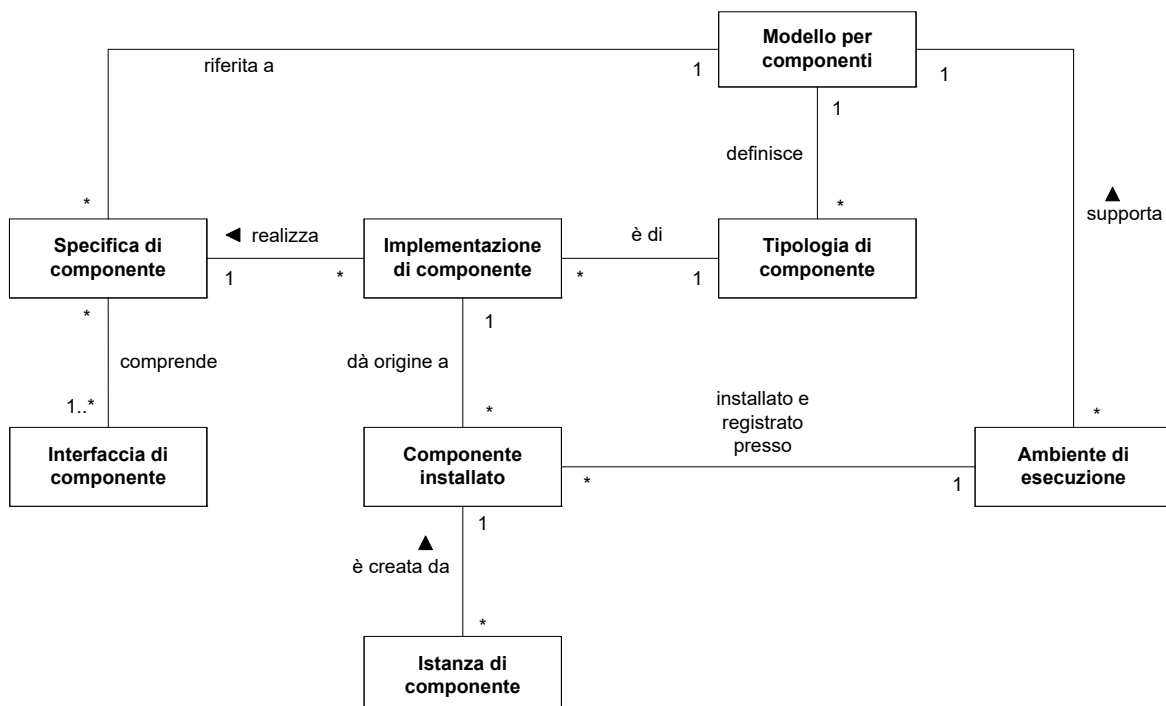 Modello per
componenti
riferita a
1
1
1
definisce
*
*
supporta
Specifica di
componente
realizza
Implementazione
di componente
è di
Tipologia di
componente
1
*
*
1
*
1
comprende
dà origine a
1..*
*
installato e
registrato
presso
*
Interfaccia di
componente
Componente
installato
Ambiente di
esecuzione
*
1
1
è creata da
*
Istanza di
componente